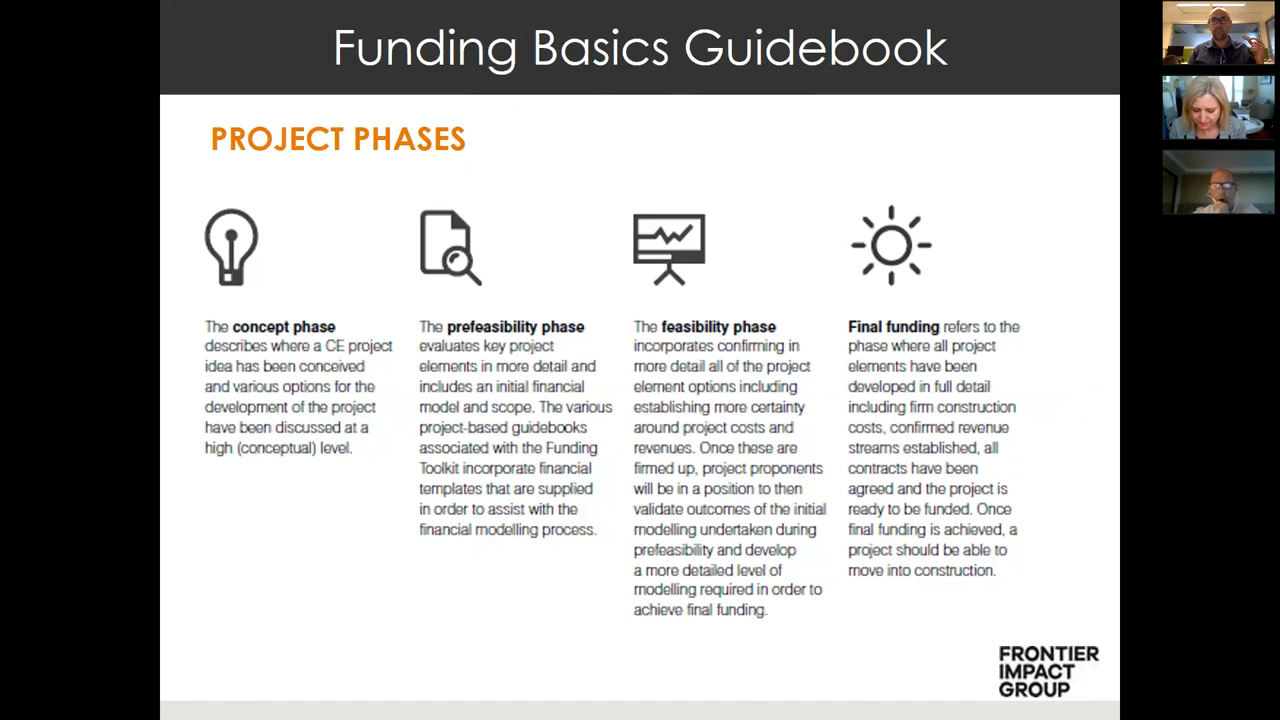 Funding Basics Guidebook
PROJECT PHASES
The concept phase
describes where a CE project
idea has been conceived
and various options for the
development of the project
have been discussed at a
high (conceptual) level.
The prefeasibility phase
evaluates key project
elements in more detail and
includes an initial financial
model and scope. The various
project-based guidebooks
associated with the Funding
Toolkit incorporate financial
templates that are supplied
in order to assist with the
financial modelling process.
The feasibility phase
incorporates confirming in
more detail all of the project
element options including
establishing more certainty
around project costs and
revenues. Once these are
firmed up, project proponents
will be in a position to then
validate outcomes of the initial
modelling undertaken during
prefeasibility and develop
a more detailed level of
modelling required in order to
achieve final funding.
Final funding refers to the
phase where all project
elements have been
developed in full detail
including firm construction
costs, confirmed revenue
streams established, all
contracts have been
agreed and the project is
ready to be funded. Once
final funding is achieved, a
project should be able to
move into construction.
FRONTIER
IMPACT
GROUP